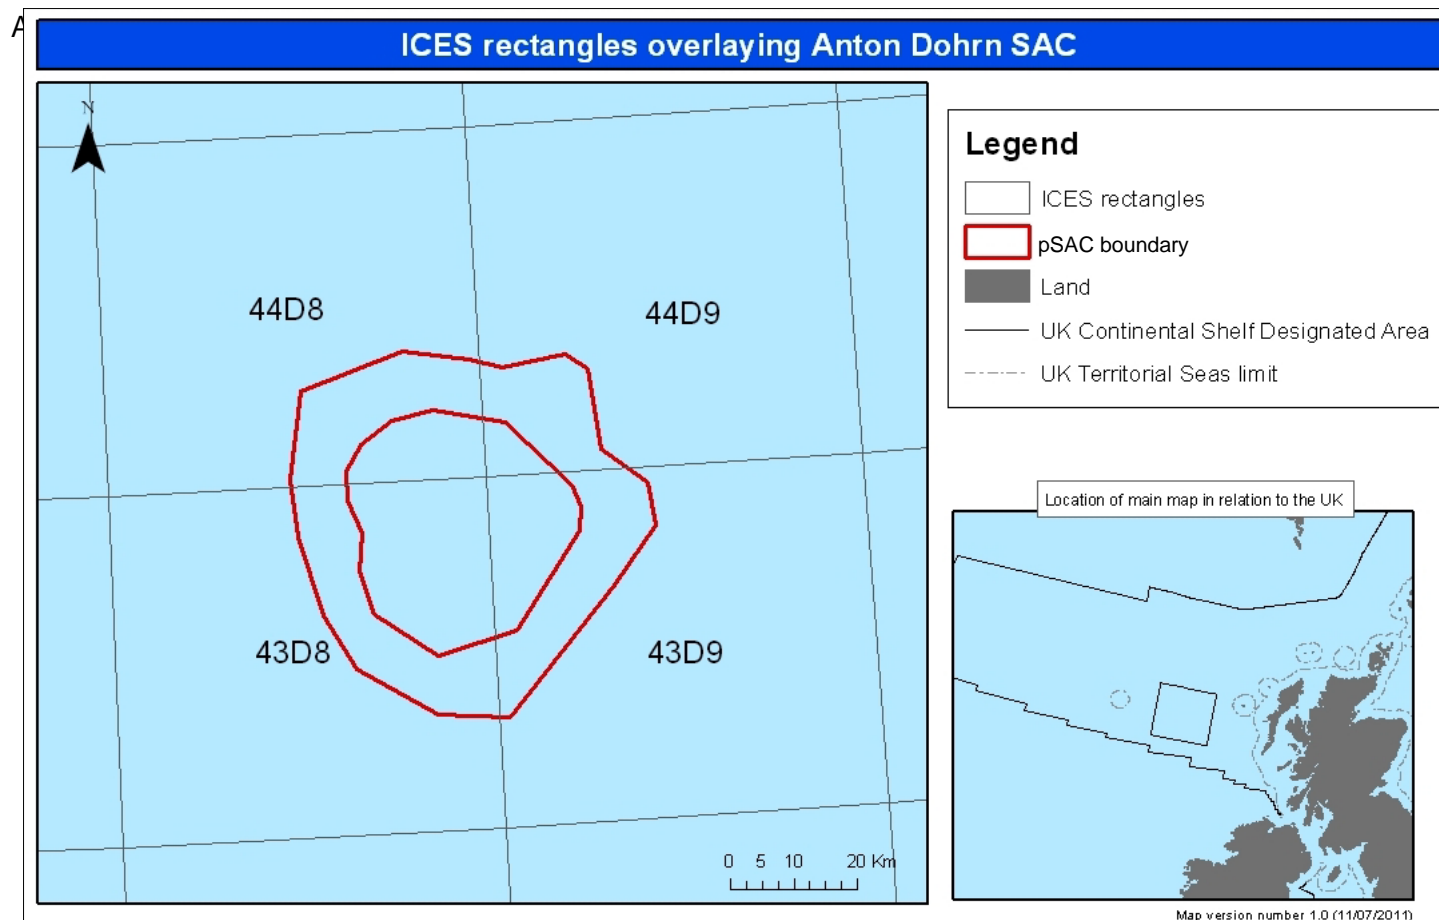 A
ICES rectangles overlaying Anton Dohrn SAC
N
44D8
44D9
43D8
43D9
0 5 10 20 Km
Legend
ICES rectangles
pSAC boundary
Land
UK Continental Shelf Designated Area
UK Territorial Seas limit
Location of main map in relation to the UK
Map version number 1.0 (11/07/2011)